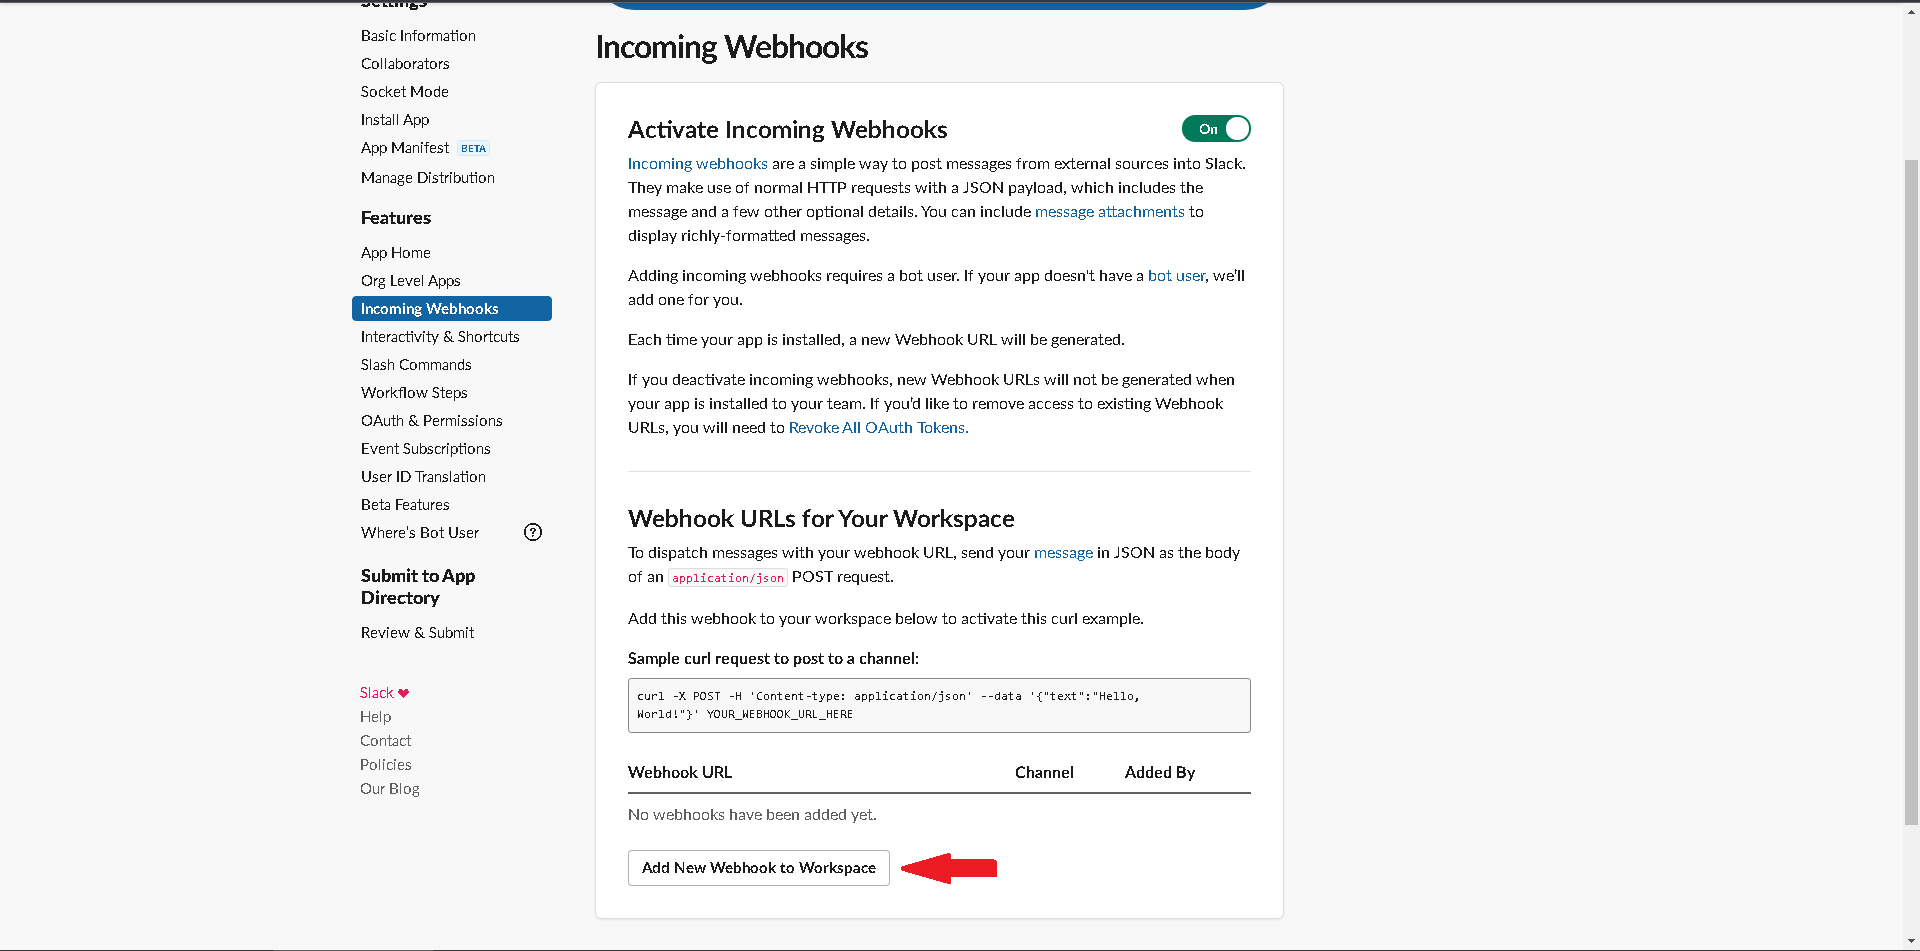 Settings
Basic Information
Collaborators
Socket Mode
Install App
App Manifest BETA
Manage Distribution
Features
App Home
Org Level Apps
Incoming Webhooks
Interactivity & Shortcuts
Slash Commands
Workflow Steps
OAuth & Permissions
Event Subscriptions
User ID Translation
Beta Features
Where's Bot User ?
Submit to App
Directory
Review & Submit
Slack ❤
Help
Contact
Policies
Our Blog
Incoming Webhooks
Activate Incoming Webhooks
On
Incoming webhooks are a simple way to post messages from external sources into Slack.
They make use of normal HTTP requests with a JSON payload, which includes the
message and a few other optional details. You can include message attachments to
display richly-formatted messages.
Adding incoming webhooks requires a bot user. If your app doesn't have a bot user, we'll
add one for you.
Each time your app is installed, a new Webhook URL will be generated.
If you deactivate incoming webhooks, new Webhook URLs will not be generated when
your app is installed to your team. If you'd like to remove access to existing Webhook
URLs, you will need to Revoke All OAuth Tokens.
Webhook URLs for Your Workspace
To dispatch messages with your webhook URL, send your message in JSON as the body
of an application/json POST request.
Add this webhook to your workspace below to activate this curl example.
Sample curl request to post to a channel:
curl -X POST -H 'Content-type: application/json' --data '{"text":"Hello,
World!"}' YOUR_WEBHOOK_URL_HERE
Webhook URL Channel Added By
No webhooks have been added yet.
Add New Webhook to Workspace